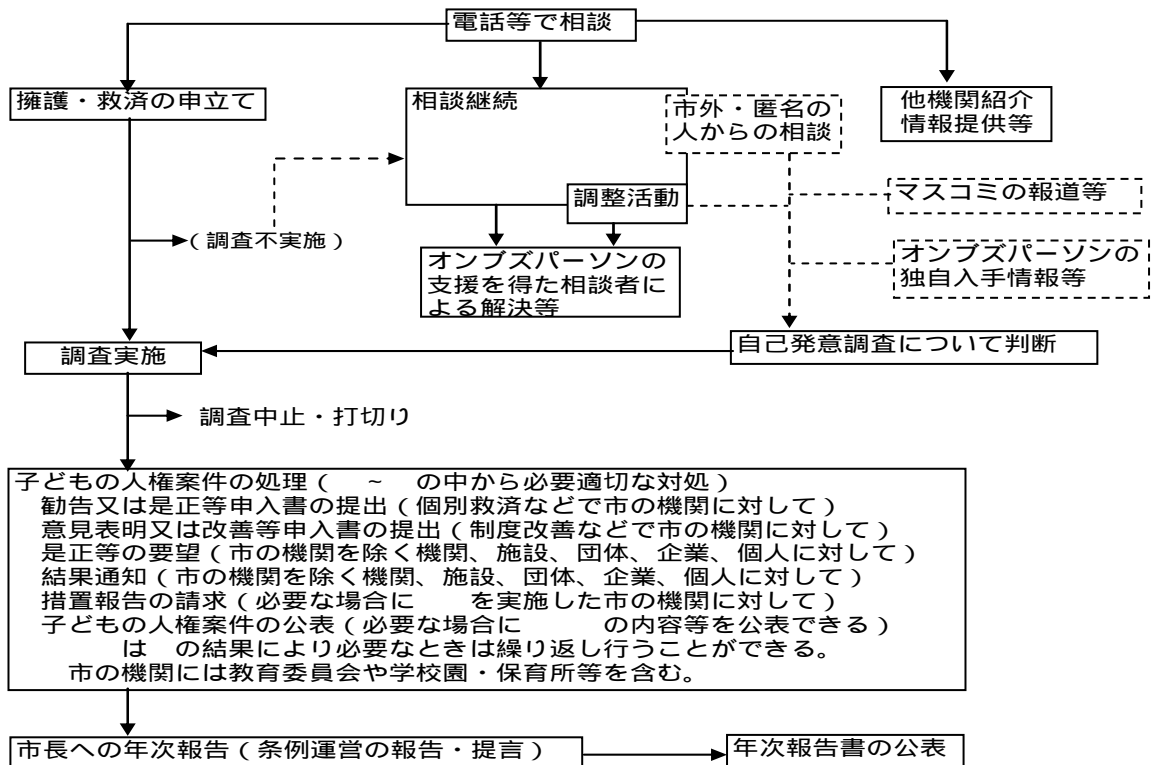 電話等で相談
擁護・救済の申立て
相談継続
市外・匿名の
人からの相談
他機関紹介
情報提供等
マスコミの報道等
調整活動
(調査不実施)
オンブズパーソンの
支援を得た相談者に
よる解決等
オンブズパーソンの
独自入手情報等
調査実施
自己発意調査について判断
調査中止・打切り
子どもの人権案件の処理( ~ の中から必要適切な対処)
勧告又は是正等申入書の提出(個別救済などで市の機関に対して)
意見表明又は改善等申入書の提出(制度改善などで市の機関に対して)
是正等の要望(市の機関を除く機関、施設、団体、企業、個人に対して)
結果通知(市の機関を除く機関、施設、団体、企業、個人に対して)
措置報告の請求(必要な場合に を実施した市の機関に対して)
子どもの人権案件の公表(必要な場合に の内容等を公表できる)
は の結果により必要なときは繰り返し行うことができる。
市の機関には教育委員会や学校園・保育所等を含む。
市長への年次報告(条例運営の報告・提言)
年次報告書の公表